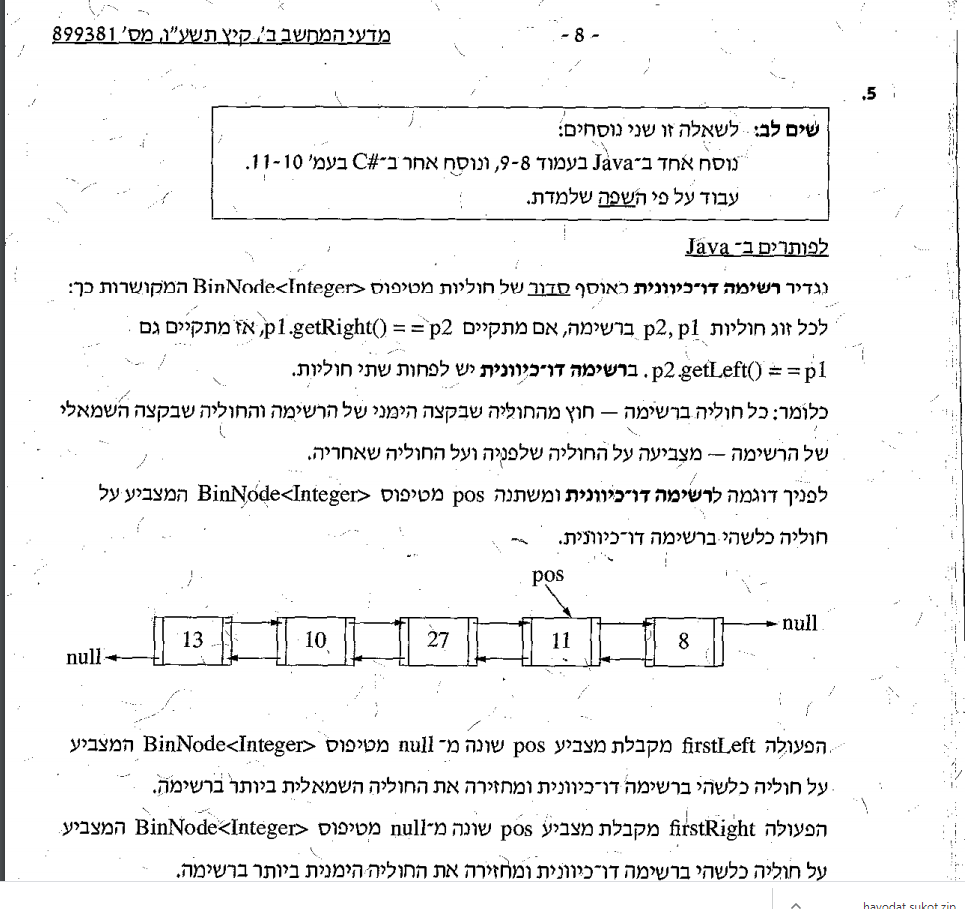 מדעי המחשב ב', קיץ תשע"ו, מס' 899381
- 8 -
.5
שים לב: לשאלה זו שני נוסחים:
נוסח אחד ב־Java בעמוד 9-8, ונוסח אחר ב־C# בעמ' 11-10.
עבוד על פי השפה שלמדת.
לפותרים ב־ Java
נגדיר רשימה דו־כיוונית כאוסף סדור של חוליות מטיפוס BinNode<Integer> המקושרות כך:
לכל זוג חוליות p2, p1 ברשימה, אם מתקיים p1.getRight() = = p2, אז מתקיים גם
p2.getLeft() = = p1 . ברשימה דו־כיוונית יש לפחות שתי חוליות.
כלומר: כל חוליה ברשימה — חוץ מהחוליה שבקצה הימני של הרשימה והחוליה שבקצה השמאלי
של הרשימה — מצביעה על החוליה שלפניה ועל החוליה שאחריה.
לפניך דוגמה לרשימה דו־כיוונית ומשתנה pos מטיפוס BinNode<Integer> המצביע על
חוליה כלשהי ברשימה דו־כיוונית.
pos
null 13 10 27 11 8 null
הפעולה firstLeft מקבלת מצביע pos שונה מ־ null מטיפוס BinNode<Integer> המצביע
על חוליה כלשהי ברשימה דו־כיוונית ומחזירה את החוליה השמאלית ביותר ברשימה.
הפעולה firstRight מקבלת מצביע pos שונה מ־null מטיפוס BinNode<Integer> המצביע
על חוליה כלשהי ברשימה דו־כיוונית ומחזירה את החוליה הימנית ביותר ברשימה.
havodat sukot.zip